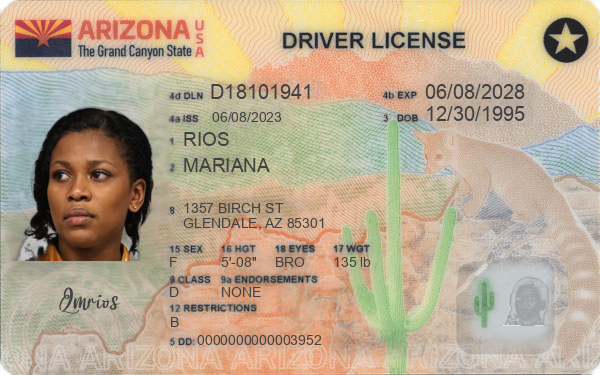 ARIZONA USA
The Grand Canyon State
DRIVER LICENSE
4d DLN D18101941
4b EXP 06/08/2028
4a ISS 06/08/2023
3 DOB 12/30/1995
1 RIOS
2 MARIANA
8 1357 BIRCH ST
GLENDALE, AZ 85301
15 SEX 16 HGT 18 EYES 17 WGT
F 5'-08" BRO 135 lb
9 CLASS 9a ENDORSEMENTS
D NONE
12 RESTRICTIONS
B
Qmrios
5 DD: 0000000000003952
ARIZONA ARIZONA ARIZONA ARIZONA